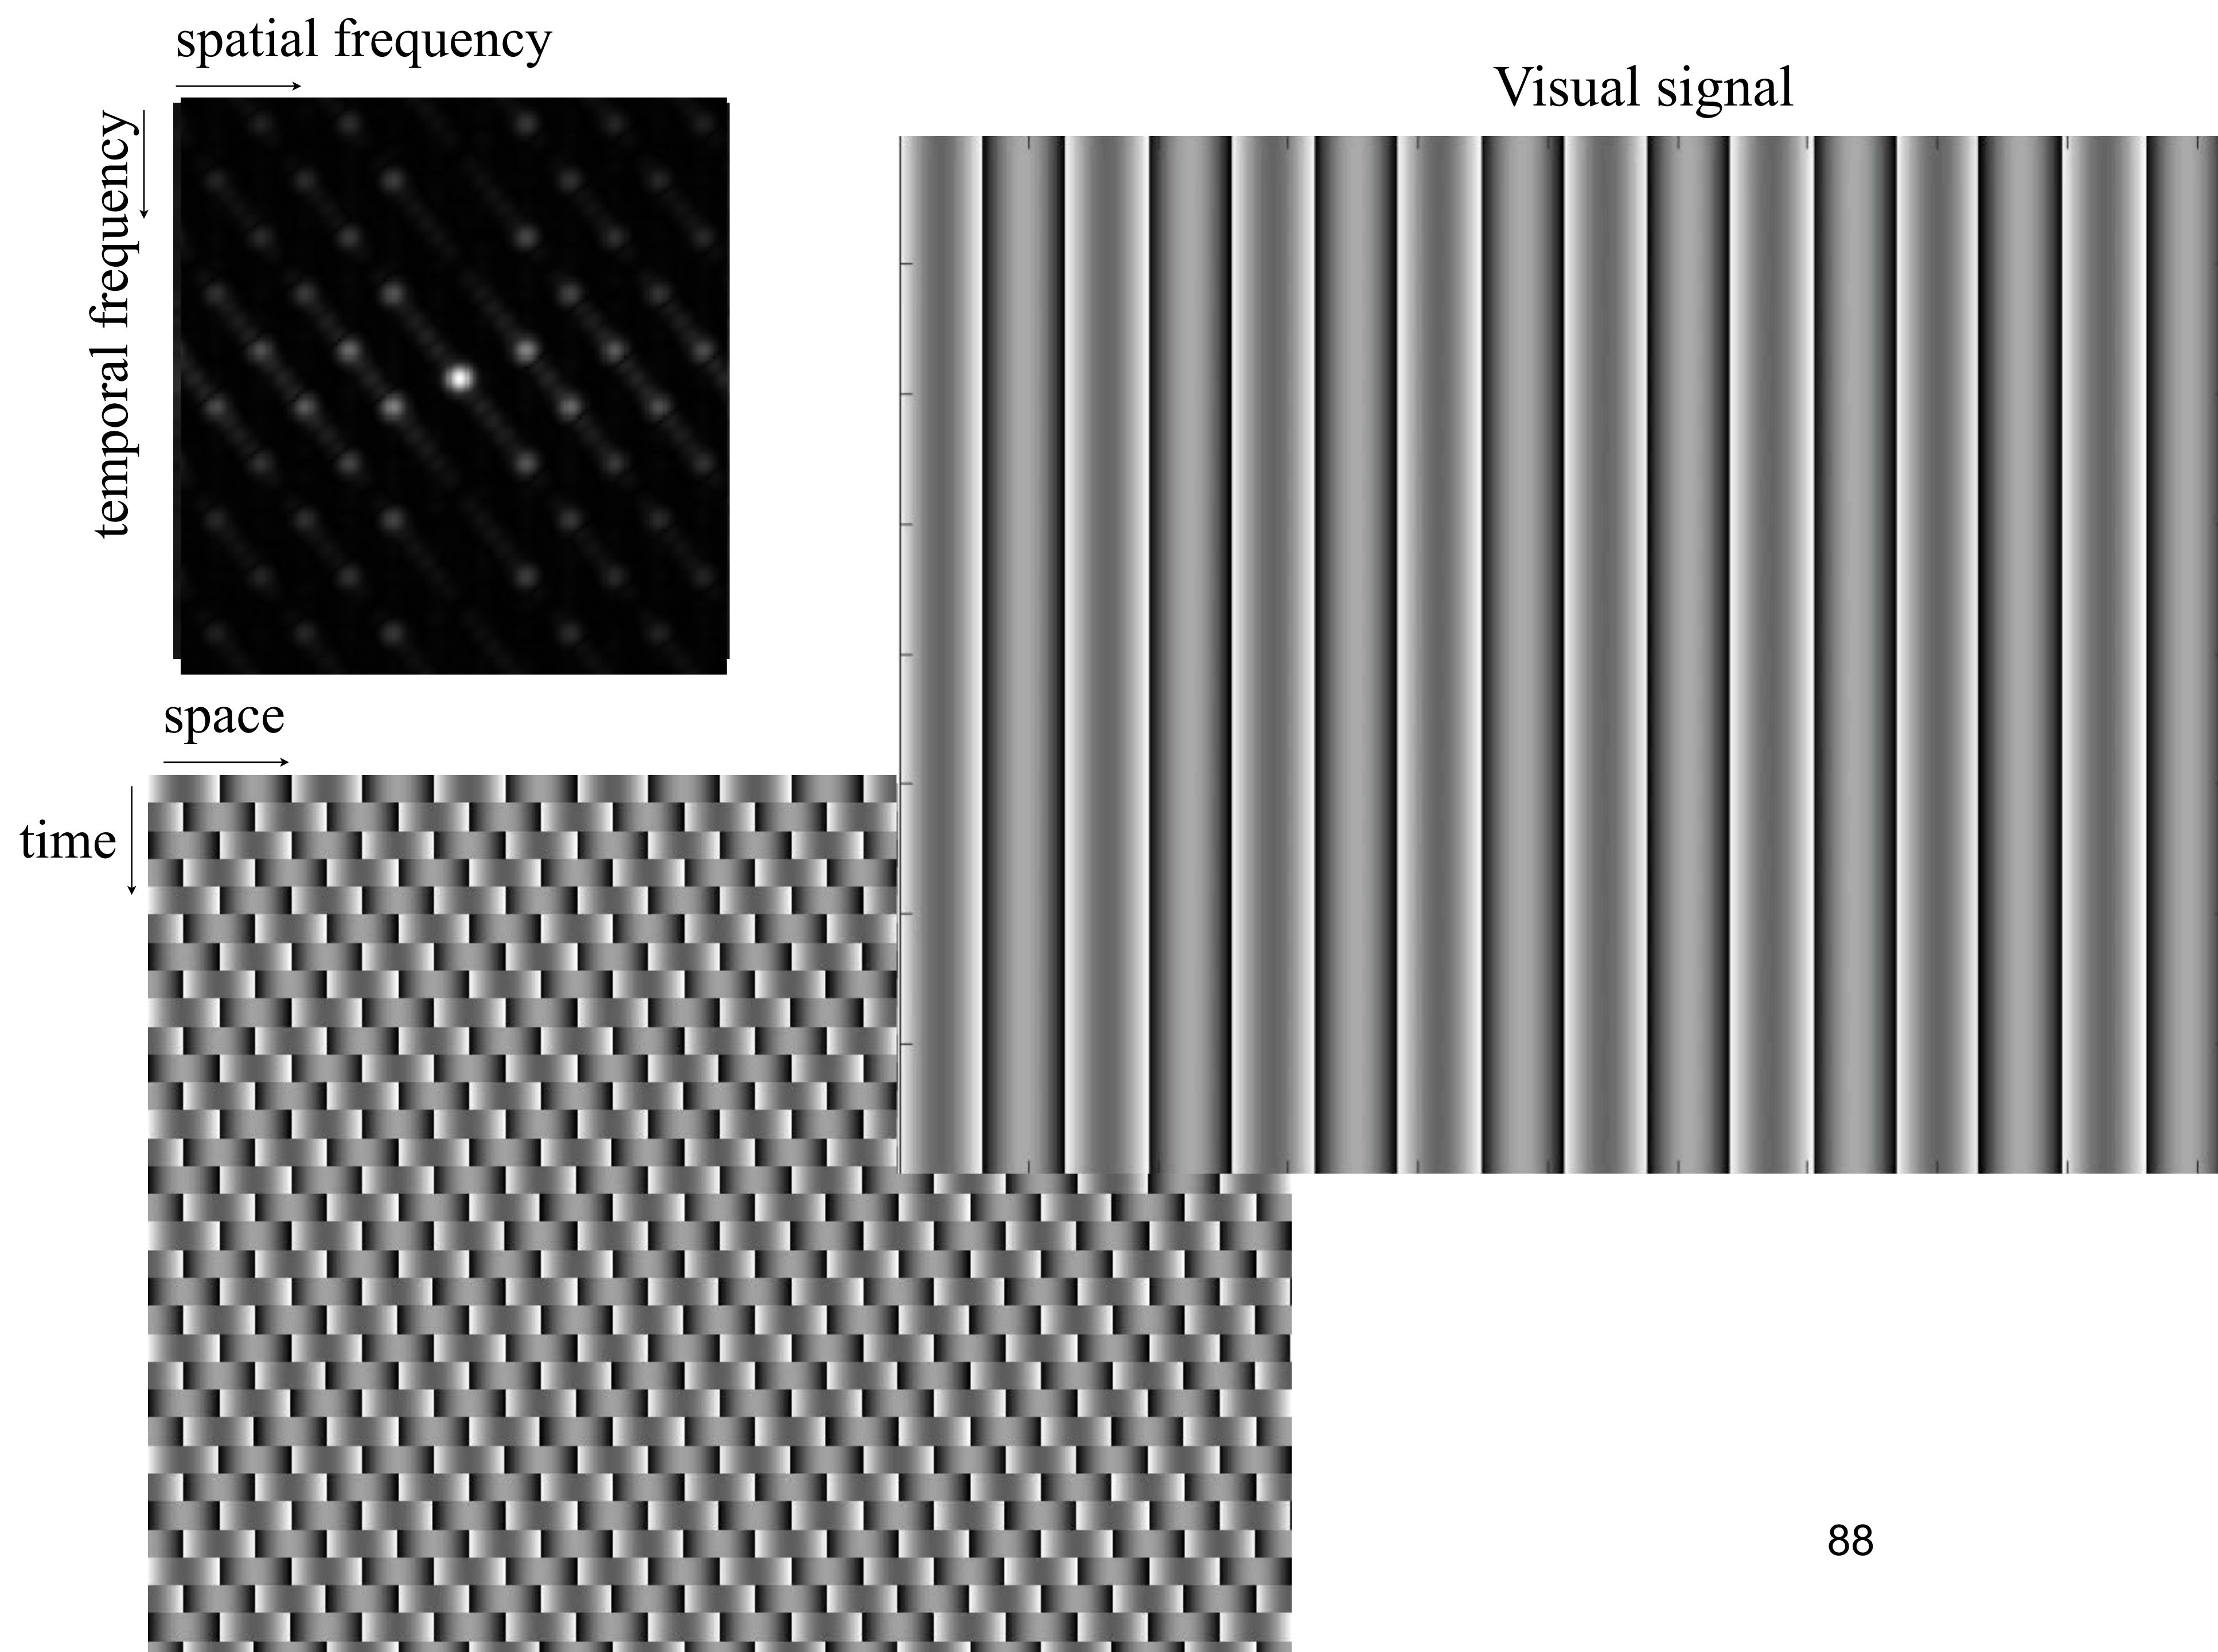 spatial frequency
temporal frequency
Visual signal
space
time
88